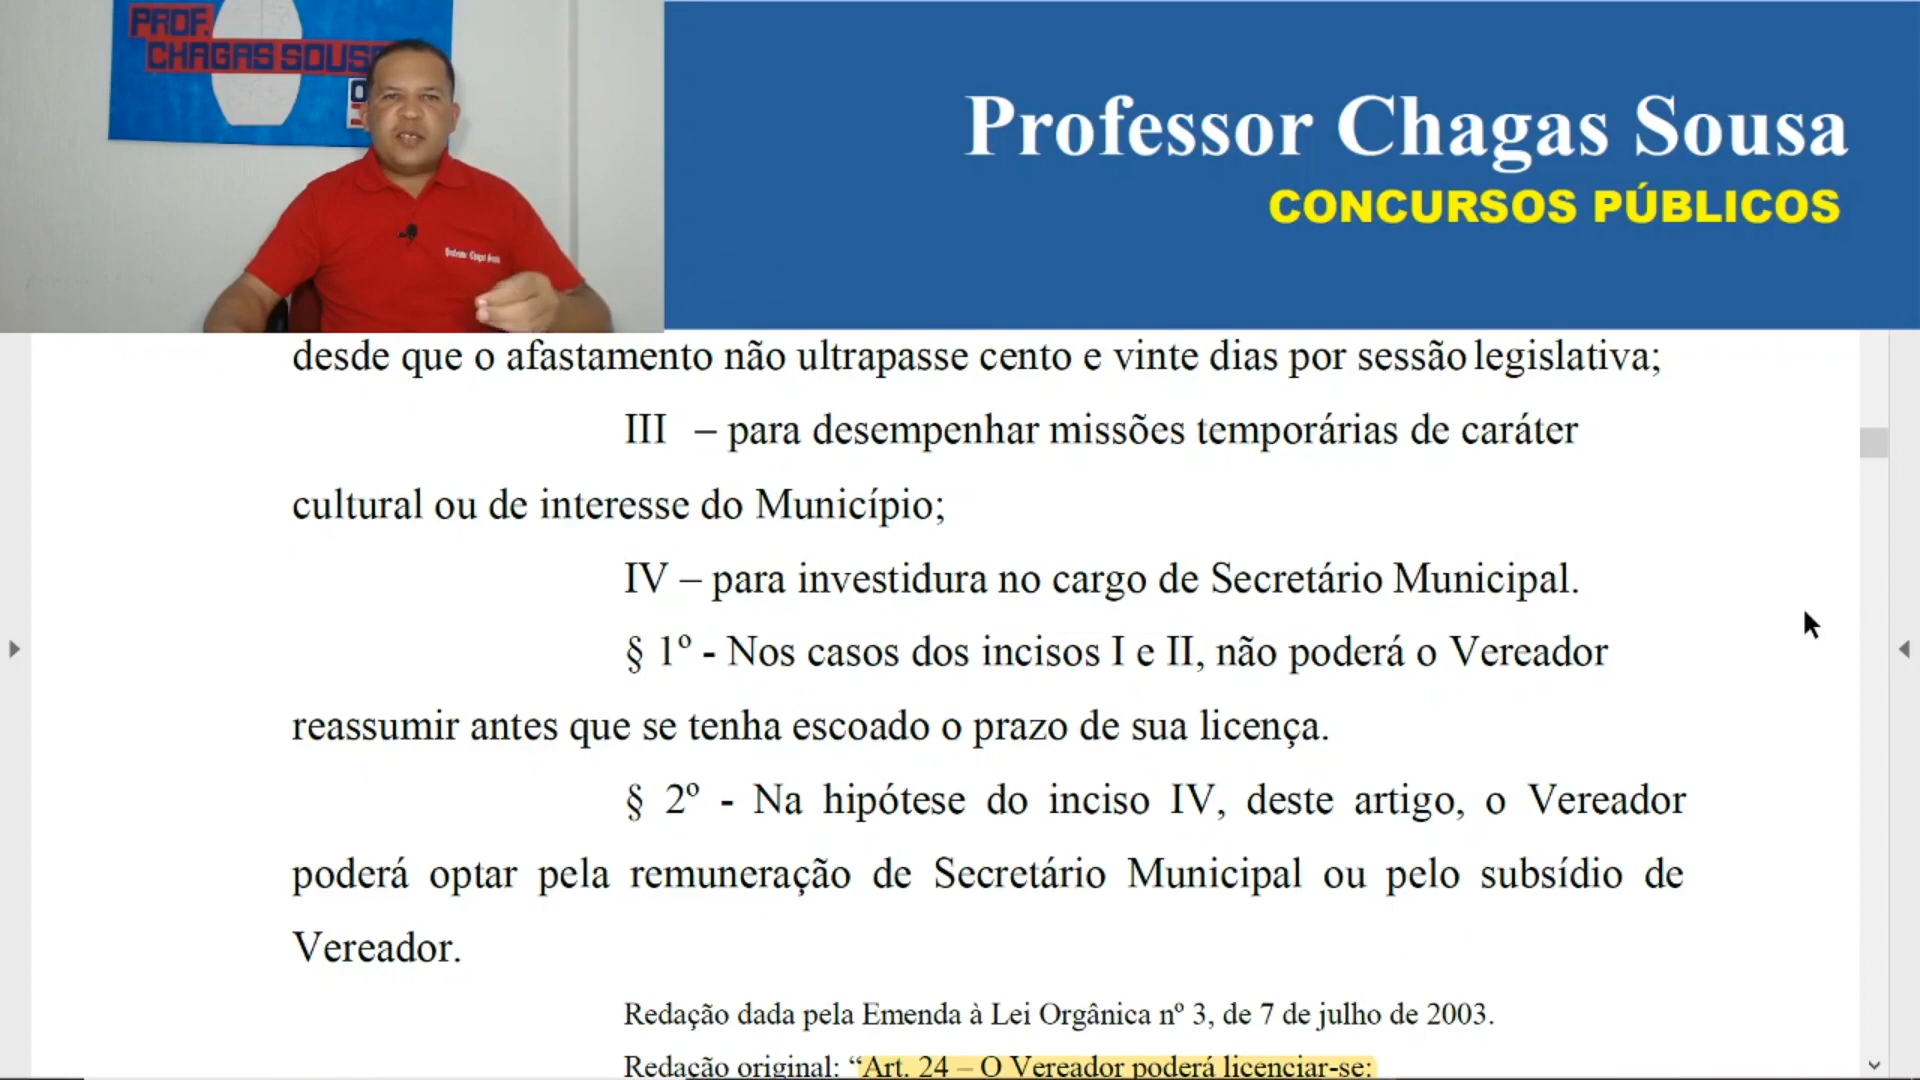 PROF.
CHAGAS SOUS
Professor Chagas Sousa
CONCURSOS PÚBLICOS
desde que o afastamento não ultrapasse cento e vinte dias por sessão legislativa;
III – para desempenhar missões temporárias de caráter
cultural ou de interesse do Município;
IV – para investidura no cargo de Secretário Municipal.
§ 1º - Nos casos dos incisos I e II, não poderá o Vereador
reassumir antes que se tenha escoado o prazo de sua licença.
§ 2º - Na hipótese do inciso IV, deste artigo, o Vereador
poderá optar pela remuneração de Secretário Municipal ou pelo subsídio de
Vereador.
Redação dada pela Emenda à Lei Orgânica nº 3, de 7 de julho de 2003.
Redação original: “Art. 24 – O Vereador poderá licenciar-se: